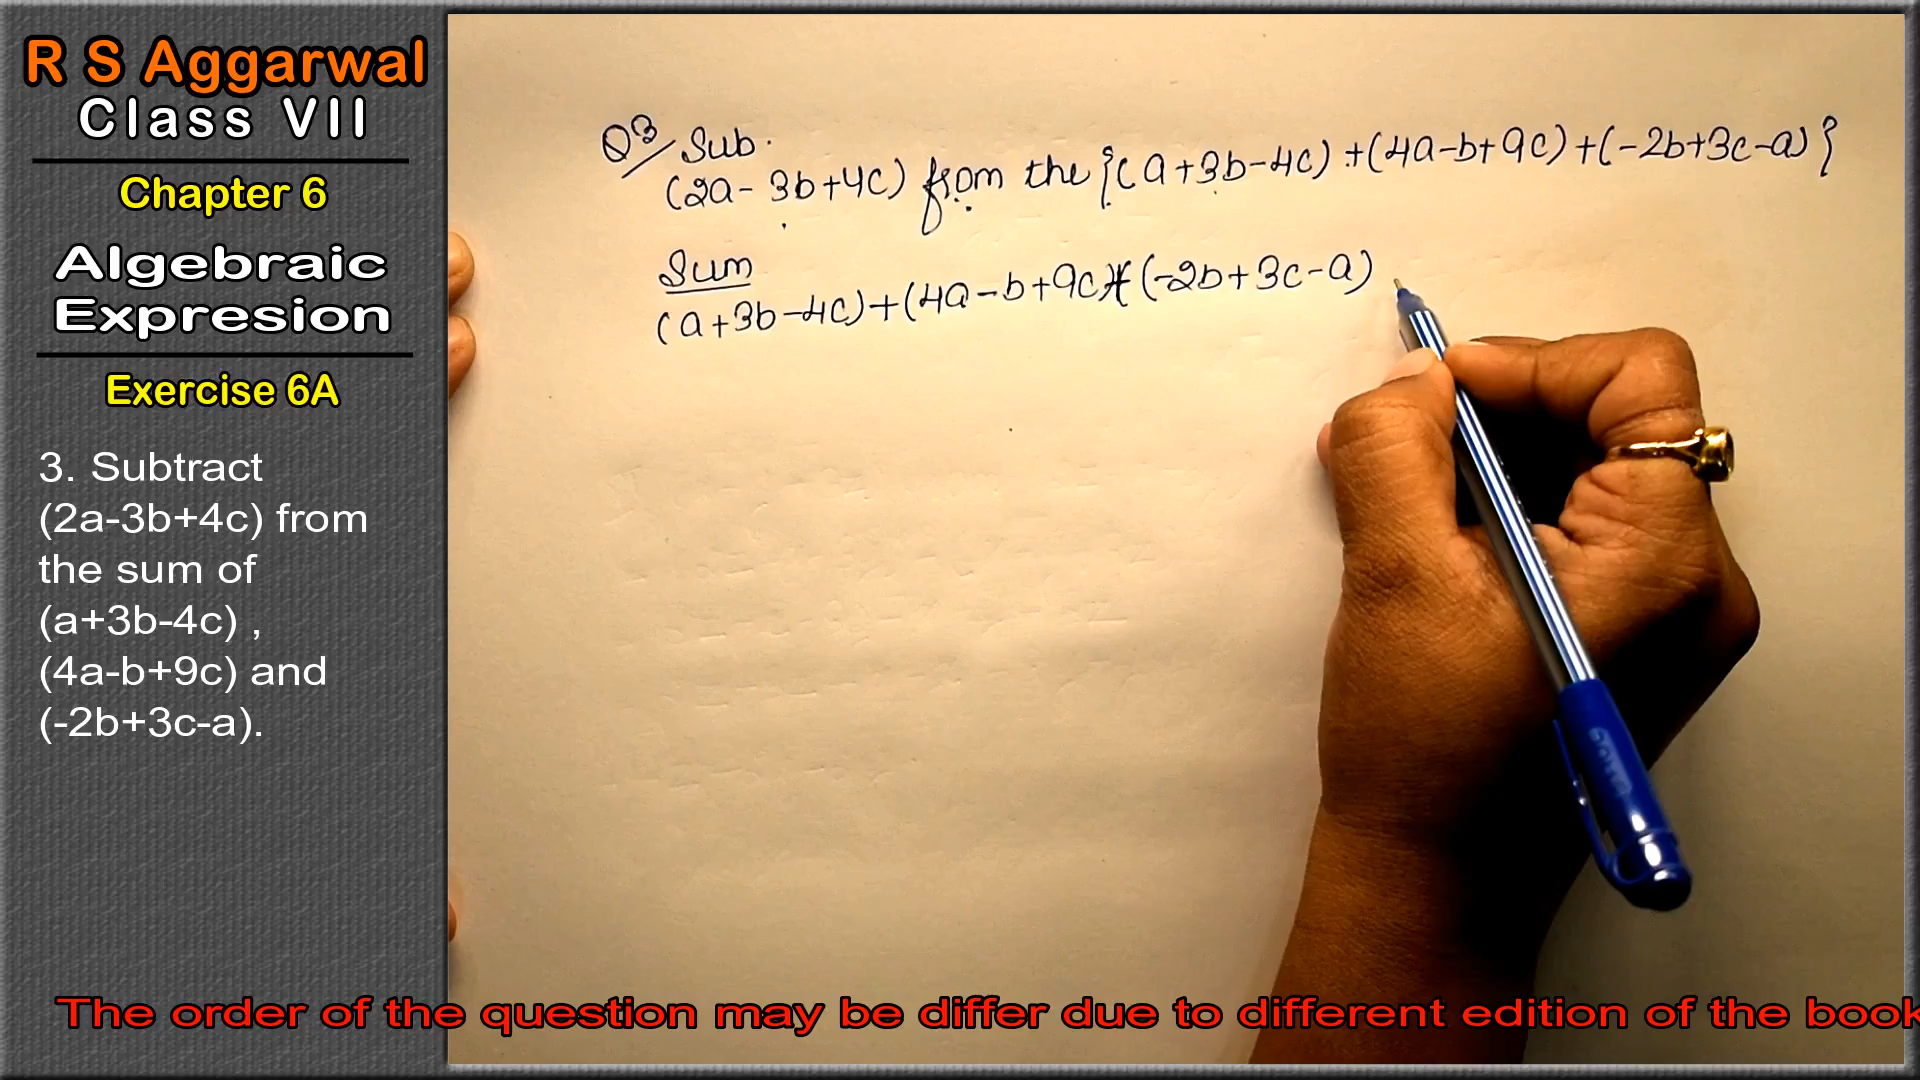 R S Aggarwal
Class VII
Chapter 6
Algebraic
Expresion
Exercise 6A
3. Subtract
(2a-3b+4c) from
the sum of
(a+3b-4c) ,
(4a-b+9c) and
(-2b+3c-a).
Q3/ Sub.
(2a-3b+4c) from the {(a+3b-4c)+(4a-b+9c)+(-2b+3c-a)}
Sum
(a+3b-4c)+(4a-b+9c)+(-2b+3c-a)
The order of the question may be differ due to different edition of the book